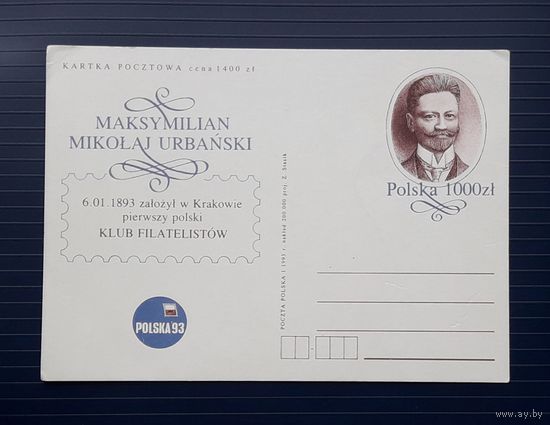 KARTKA POCZTOWA cena 1400 zł
MAKSYMILIAN
MIKOŁAJ URBAŃSKI
6.01.1893 założył w Krakowie
pierwszy polski
KLUB FILATELISTÓW
POLSKA 93
POCZTA POLSKA I 1993 r. nakład 200.000 proj. Z. Stasik
Polska 1000zł
www.ay.by